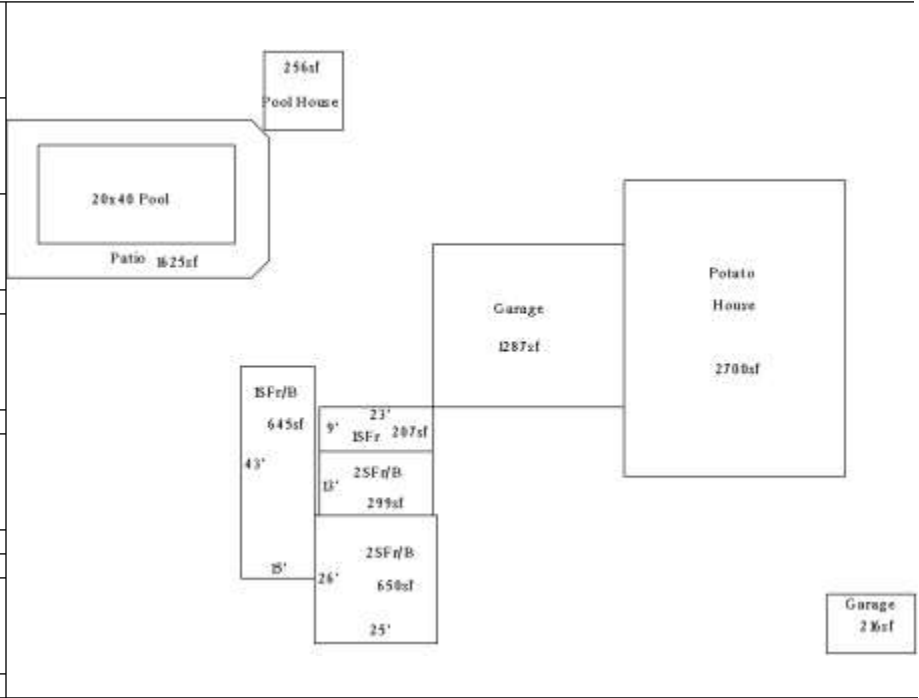 256sf
Pool House
20x40 Pool
Patio 1625sf
Potato
House
2700sf
Garage
1287sf
1SFr/B
645sf
43'
15'
23'
9'
1SFr 207sf
2SFr/B
13'
299sf
2SFr/B
26'
650sf
25'
Garage
216sf